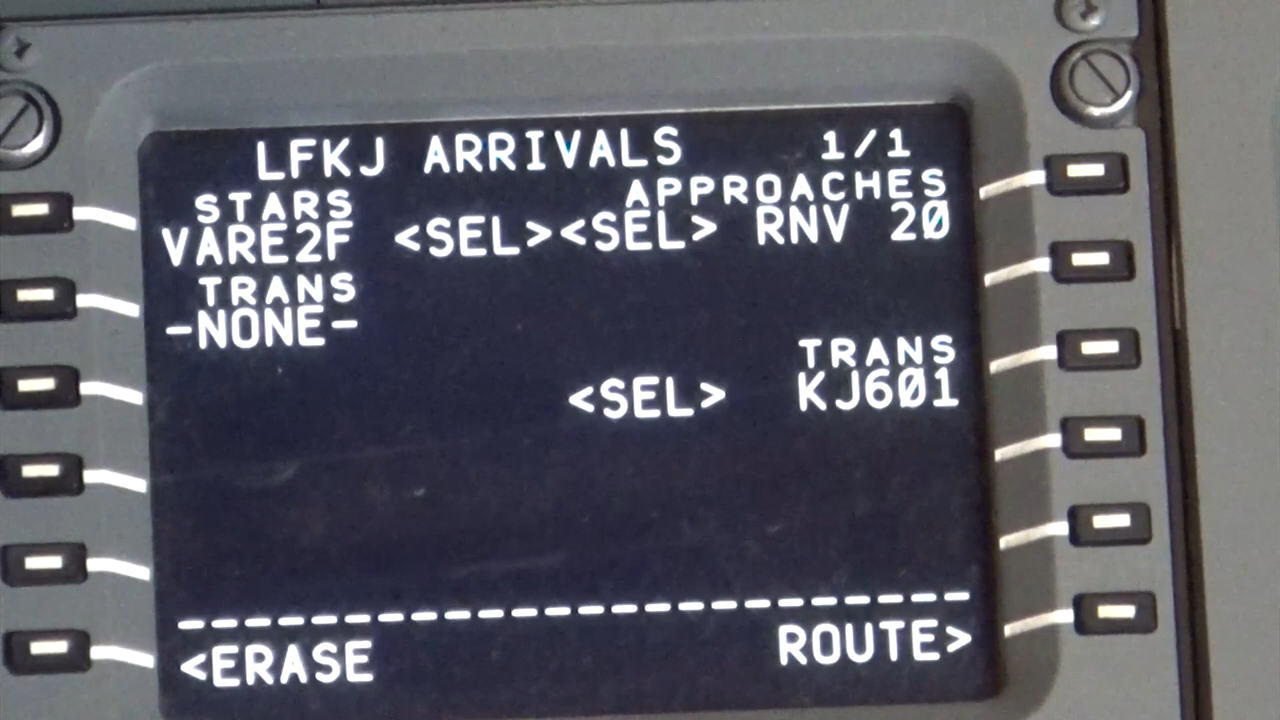 LFKJ ARRIVALS 1/1
STARS APPROACHES
VARE2F <SEL><SEL> RNV 20
TRANS
-NONE-
TRANS
<SEL> KJ601
<ERASE ROUTE>